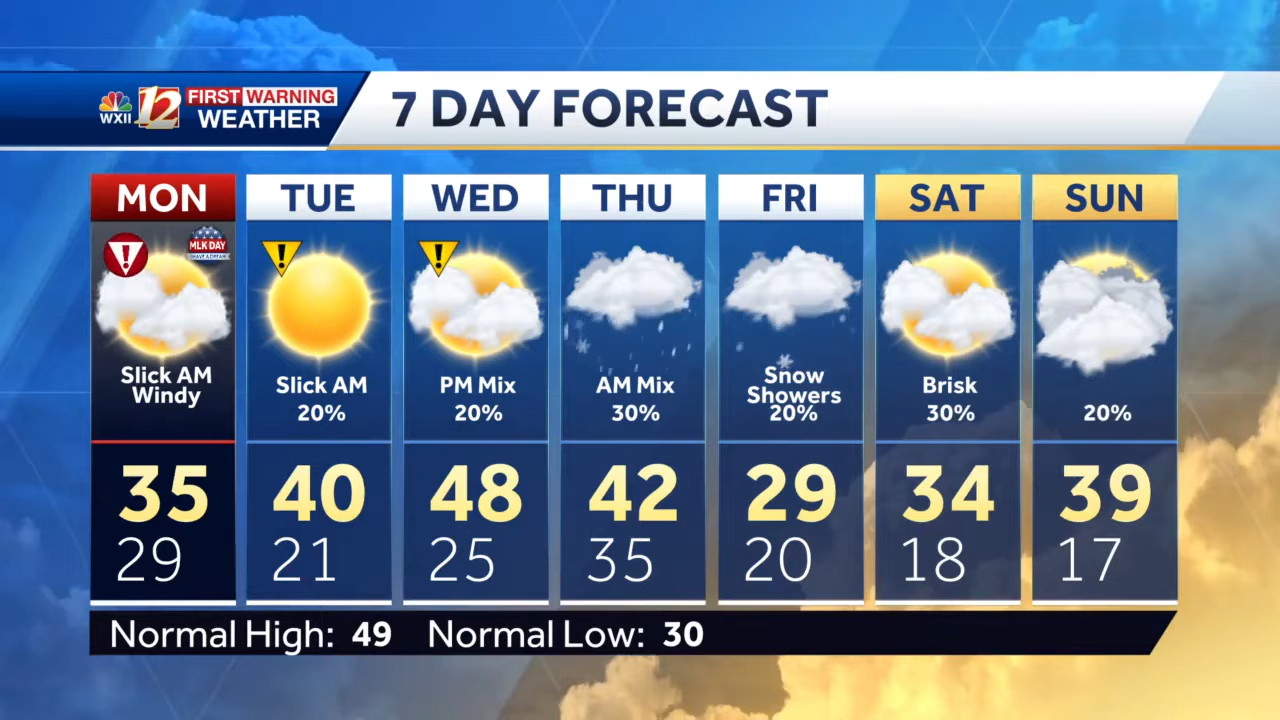 WXII 12 FIRST WARNING WEATHER
7 DAY FORECAST
MON TUE WED THU FRI SAT SUN
! MLK DAY ! !
Slick AM
Windy
Slick AM
20%
PM Mix
20%
AM Mix
30%
Snow
Showers
20%
Brisk
30%
20%
35 40 48 42 29 34 39
29 21 25 35 20 18 17
Normal High: 49 Normal Low: 30